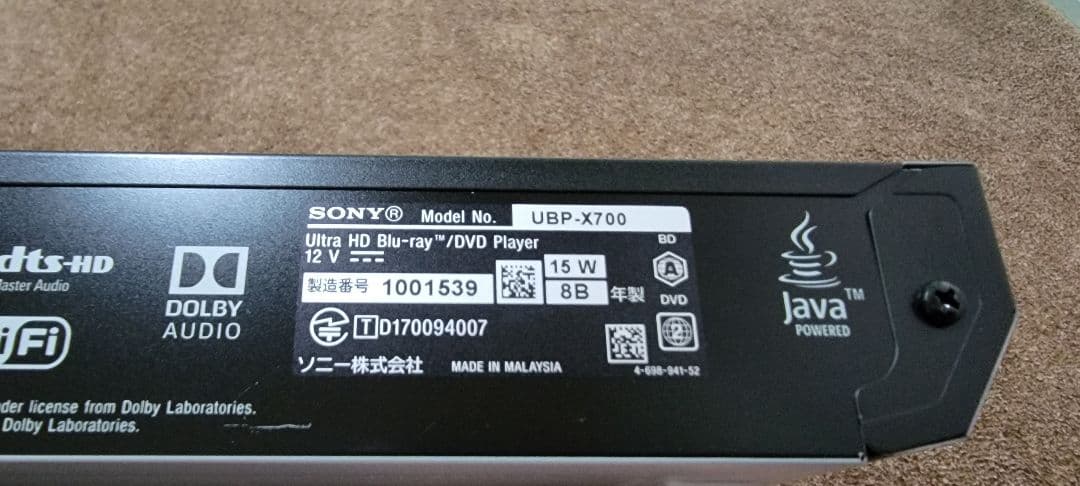 SONY® Model No. UBP-X700
Ultra HD Blu-ray™/DVD Player
12 V
15 W
製造番号 1001539
8B 年製
BD
A
DVD
2
T D170094007
ソニー株式会社 MADE IN MALAYSIA
4-698-941-52
dts-HD
Master Audio
DOLBY
AUDIO
Fi
Java™
POWERED
der license from Dolby Laboratories.
Dolby Laboratories.